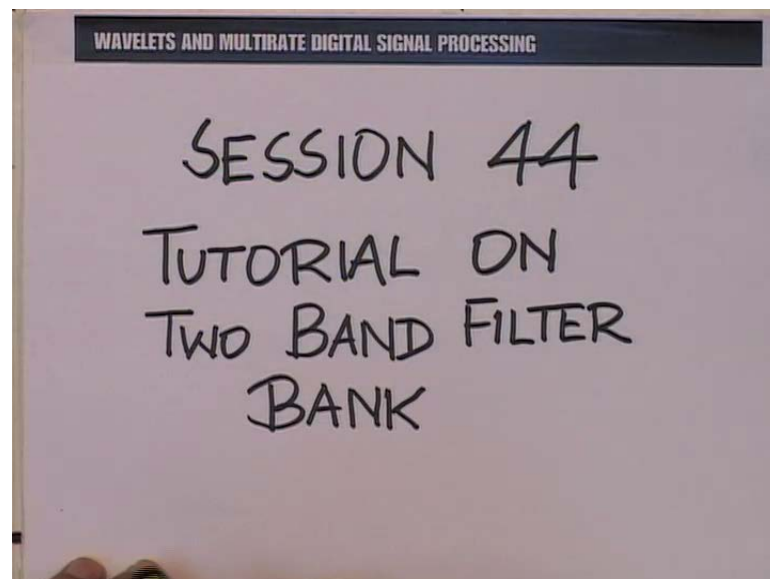 WAVELETS AND MULTIRATE DIGITAL SIGNAL PROCESSING
SESSION 44
TUTORIAL ON
TWO BAND FILTER
BANK